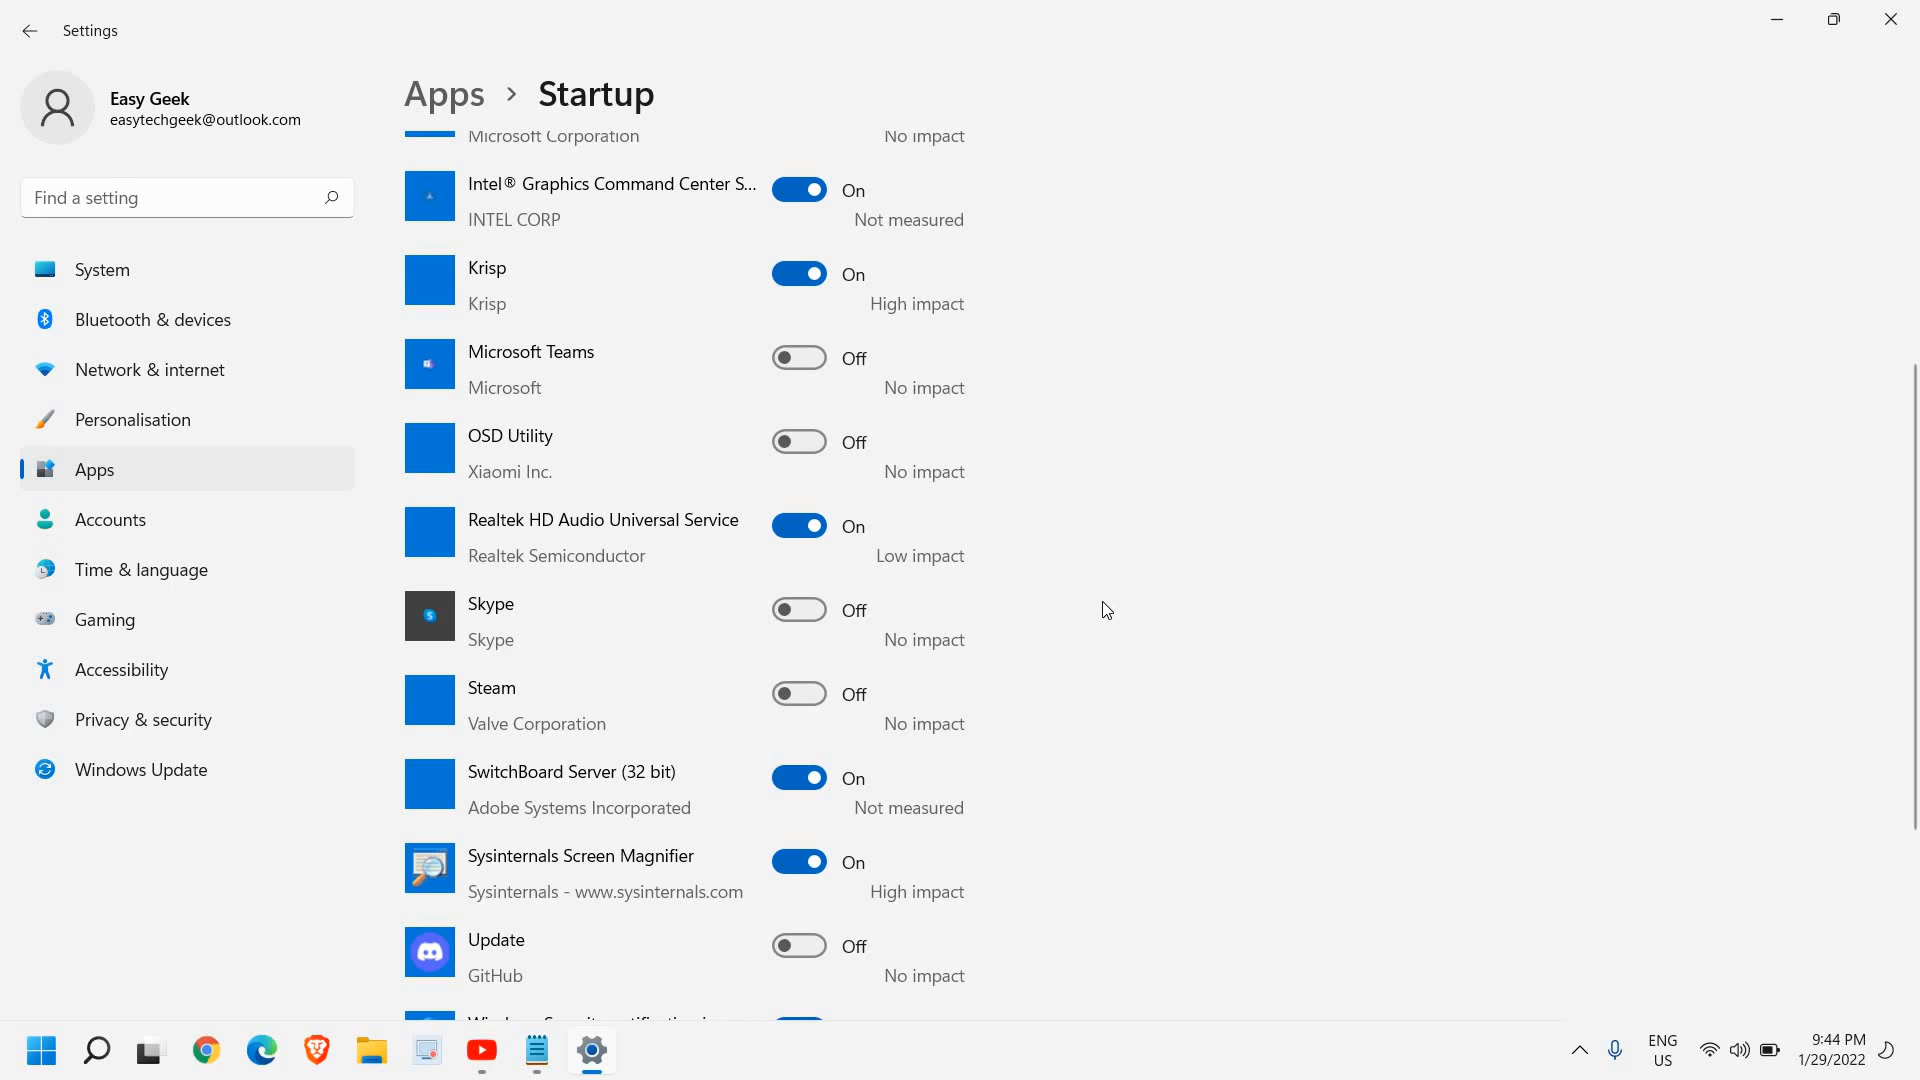 Settings
Easy Geek
easytechgeek@outlook.com
Find a setting
System
Bluetooth & devices
Network & internet
Personalisation
Apps
Accounts
Time & language
Gaming
Accessibility
Privacy & security
Windows Update
Apps > Startup
Microsoft Corporation No impact
Intel® Graphics Command Center S... On
INTEL CORP Not measured
Krisp On
Krisp High impact
Microsoft Teams Off
Microsoft No impact
OSD Utility Off
Xiaomi Inc. No impact
Realtek HD Audio Universal Service On
Realtek Semiconductor Low impact
Skype Off
Skype No impact
Steam Off
Valve Corporation No impact
SwitchBoard Server (32 bit) On
Adobe Systems Incorporated Not measured
Sysinternals Screen Magnifier On
Sysinternals - www.sysinternals.com High impact
Update Off
GitHub No impact
ENG
US
9:44 PM
1/29/2022